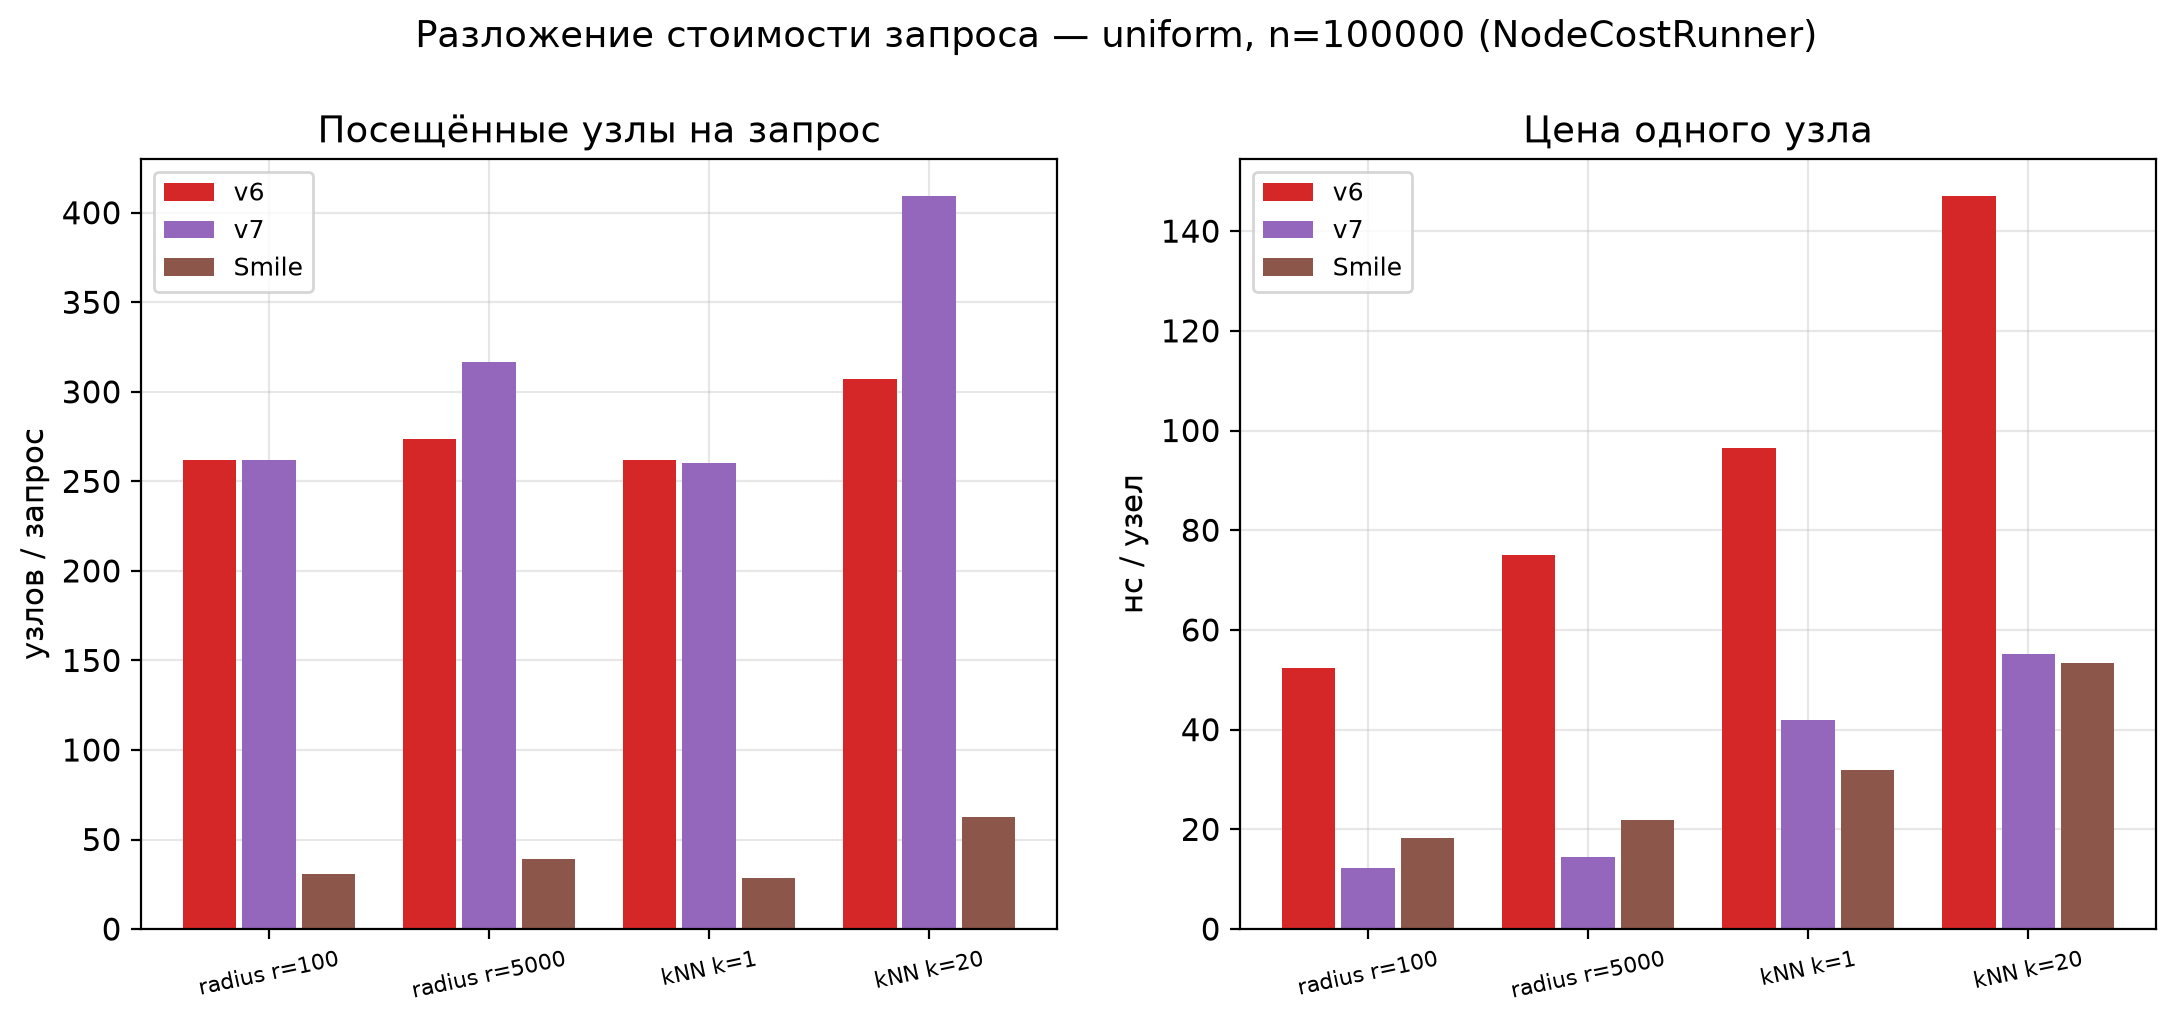 Разложение стоимости запроса — uniform, n=100000 (NodeCostRunner)
Посещённые узлы на запрос
узлов / запрос
400
350
300
250
200
150
100
50
0
v6
v7
Smile
radius r=100
radius r=5000
kNN k=1
kNN k=20
Цена одного узла
нс / узел
140
120
100
80
60
40
20
0
v6
v7
Smile
radius r=100
radius r=5000
kNN k=1
kNN k=20